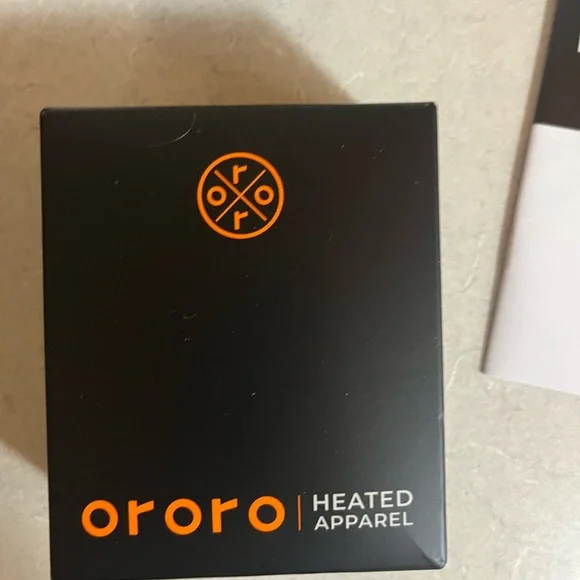 r
o o
r
ororo | HEATED
APPAREL